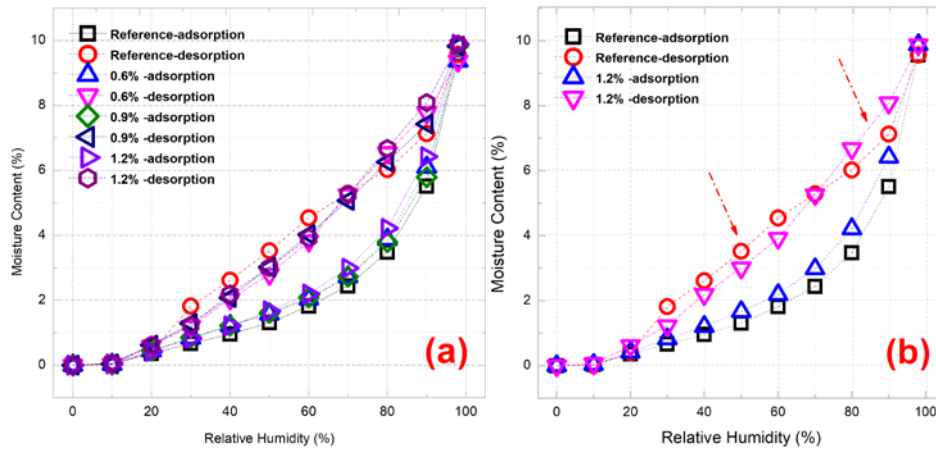 Reference-adsorption
Reference-desorption
0.6% -adsorption
0.6% -desorption
0.9% -adsorption
0.9% -desorption
1.2% -adsorption
1.2% -desorption
10
8
6
4
2
0
Moisture Content (%)
0
20
40
60
80
100
Relative Humidity (%)
(a)
Reference-adsorption
Reference-desorption
1.2% -adsorption
1.2% -desorption
10
8
6
4
2
0
Moisture Content (%)
0
20
40
60
80
100
Relative Humidity (%)
(b)